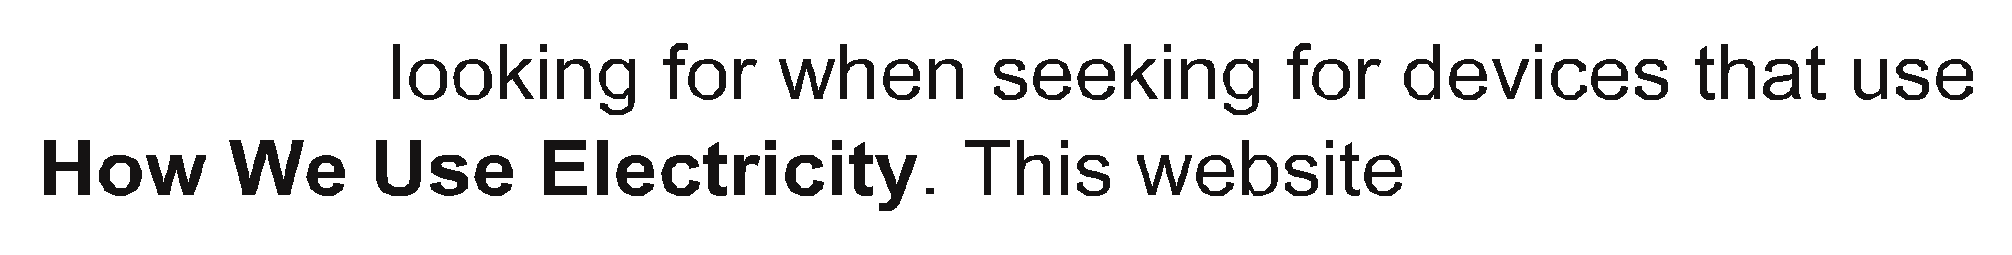 looking for when seeking for devices that use
How We Use Electricity. This website